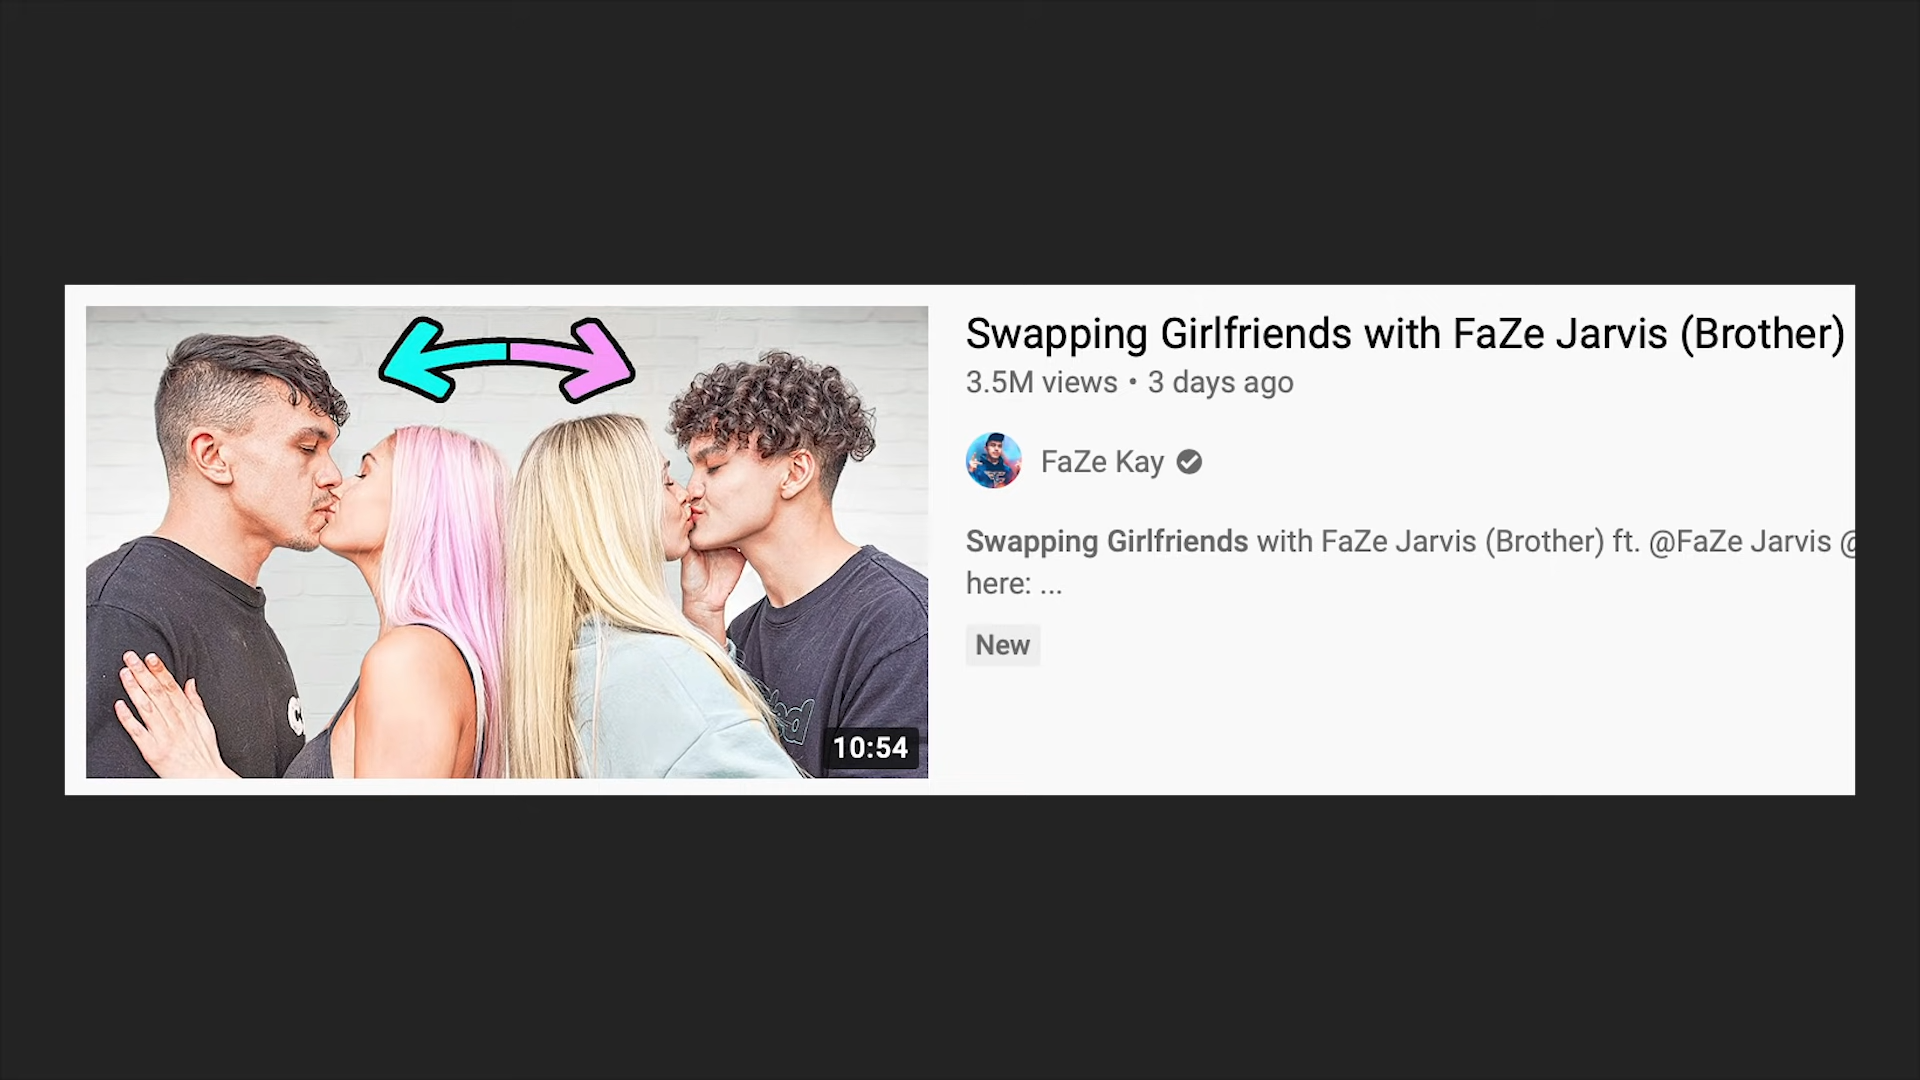 Swapping Girlfriends with FaZe Jarvis (Brother)
3.5M views • 3 days ago
FaZe Kay
Swapping Girlfriends with FaZe Jarvis (Brother) ft. @FaZe Jarvis @
here: ...
New
10:54